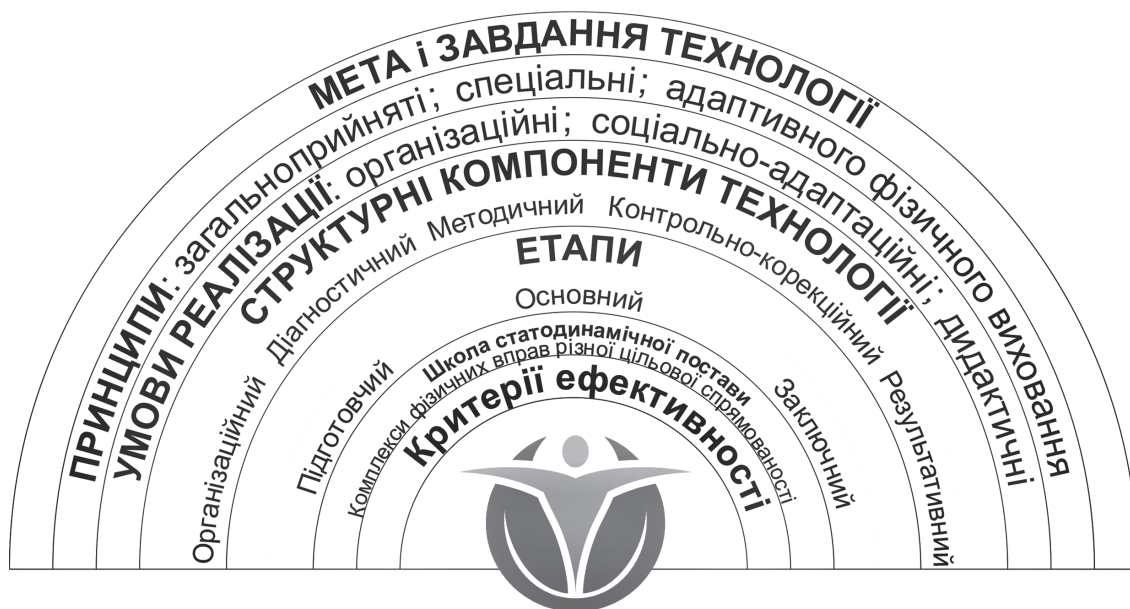 МЕТА і ЗАВДАННЯ ТЕХНОЛОГІЇ
ПРИНЦИПИ: загальноприйняті; спеціальні; адаптивного фізичного виховання
УМОВИ РЕАЛІЗАЦІЇ: організаційні; соціально-адаптаційні; дидактичні
СТРУКТУРНІ КОМПОНЕНТИ ТЕХНОЛОГІЇ
Організаційний Діагностичний Методичний Контрольно-корекційний Результативний
ЕТАПИ
Підготовчий Основний Заключний
Школа статодинамічної постави
Комплекси фізичних вправ різної цільової спрямованості
Критерії ефективності